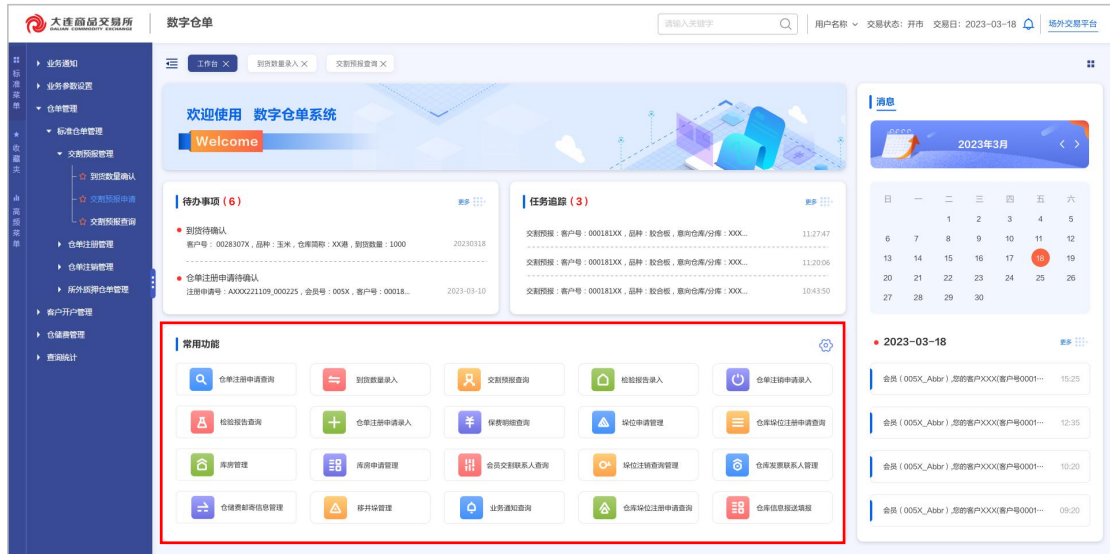 大连商品交易所
DALIAN COMMODITY EXCHANGE
数字仓单
请输入关键字
用户名称
交易状态：开市
交易日：2023-03-18
场外交易平台
标准菜单
收藏夹
高频菜单
业务通知
业务参数设置
仓单管理
标准仓单管理
交割预报管理
到货数量确认
交割预报申请
交割预报查询
仓单注册管理
仓单注销管理
所外质押仓单管理
客户开户管理
仓储费管理
查询统计
工作台 X
到货数量录入 X
交割预报查询 X
欢迎使用 数字仓单系统
Welcome
待办事项（6）
更多
到货待确认
客户号：0028307X，品种：玉米，仓库简称：XX港，到货数量：1000
20230318
仓单注册申请待确认
注册申请号：AXXX221109_000225，会员号：005X，客户号：00018...
2023-03-10
任务追踪（3）
更多
交割预报：客户号：000181XX，品种：胶合板，意向仓库/分库：XXX...
11:27:47
交割预报：客户号：000181XX，品种：胶合板，意向仓库/分库：XXX...
11:20:06
交割预报：客户号：000181XX，品种：胶合板，意向仓库/分库：XXX...
10:43:50
常用功能
仓单注册申请查询
到货数量录入
交割预报查询
检验报告录入
仓单注销申请录入
检验报告查询
仓单注册申请录入
保费明细查询
垛位申请管理
仓库垛位注册申请查询
库房管理
库房申请管理
会员交割联系人查询
垛位注销查询管理
仓库发票联系人管理
仓储费邮寄信息管理
移并垛管理
业务通知查询
仓库垛位注册申请查询
仓库信息报送填报
消息
2023年3月
日 一 二 三 四 五 六
1 2 3 4 5
6 7 8 9 10 11 12
13 14 15 16 17 18 19
20 21 22 23 24 25 26
27 28 29 30
2023-03-18
更多
会员（005X_Abbr）,您的客户XXX(客户号0001···
15:25
会员（005X_Abbr）,您的客户XXX(客户号0001···
12:35
会员（005X_Abbr）,您的客户XXX(客户号0001···
10:20
会员（005X_Abbr）,您的客户XXX(客户号0001···
09:20